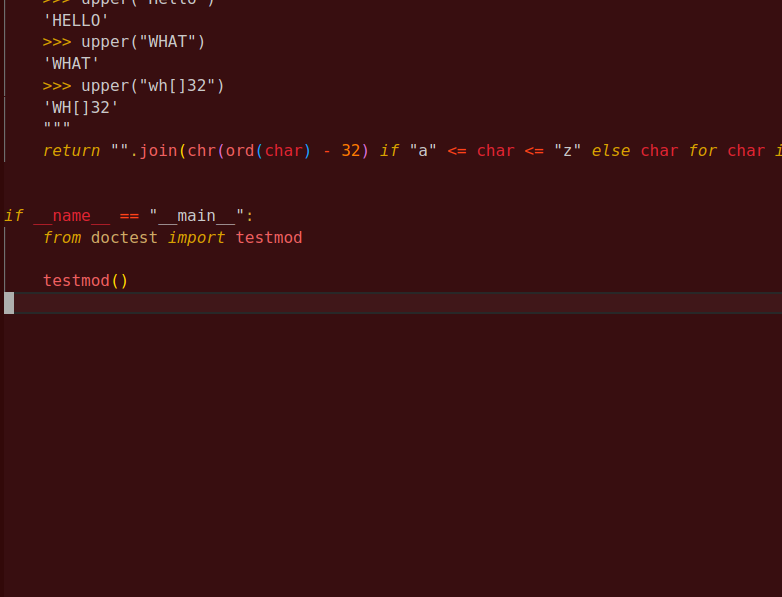 >>> upper("hello")
'HELLO'
>>> upper("WHAT")
'WHAT'
>>> upper("wh[]32")
'WH[]32'
"""
return "".join(chr(ord(char) - 32) if "a" <= char <= "z" else char for char i
if __name__ == "__main__":
from doctest import testmod
testmod()